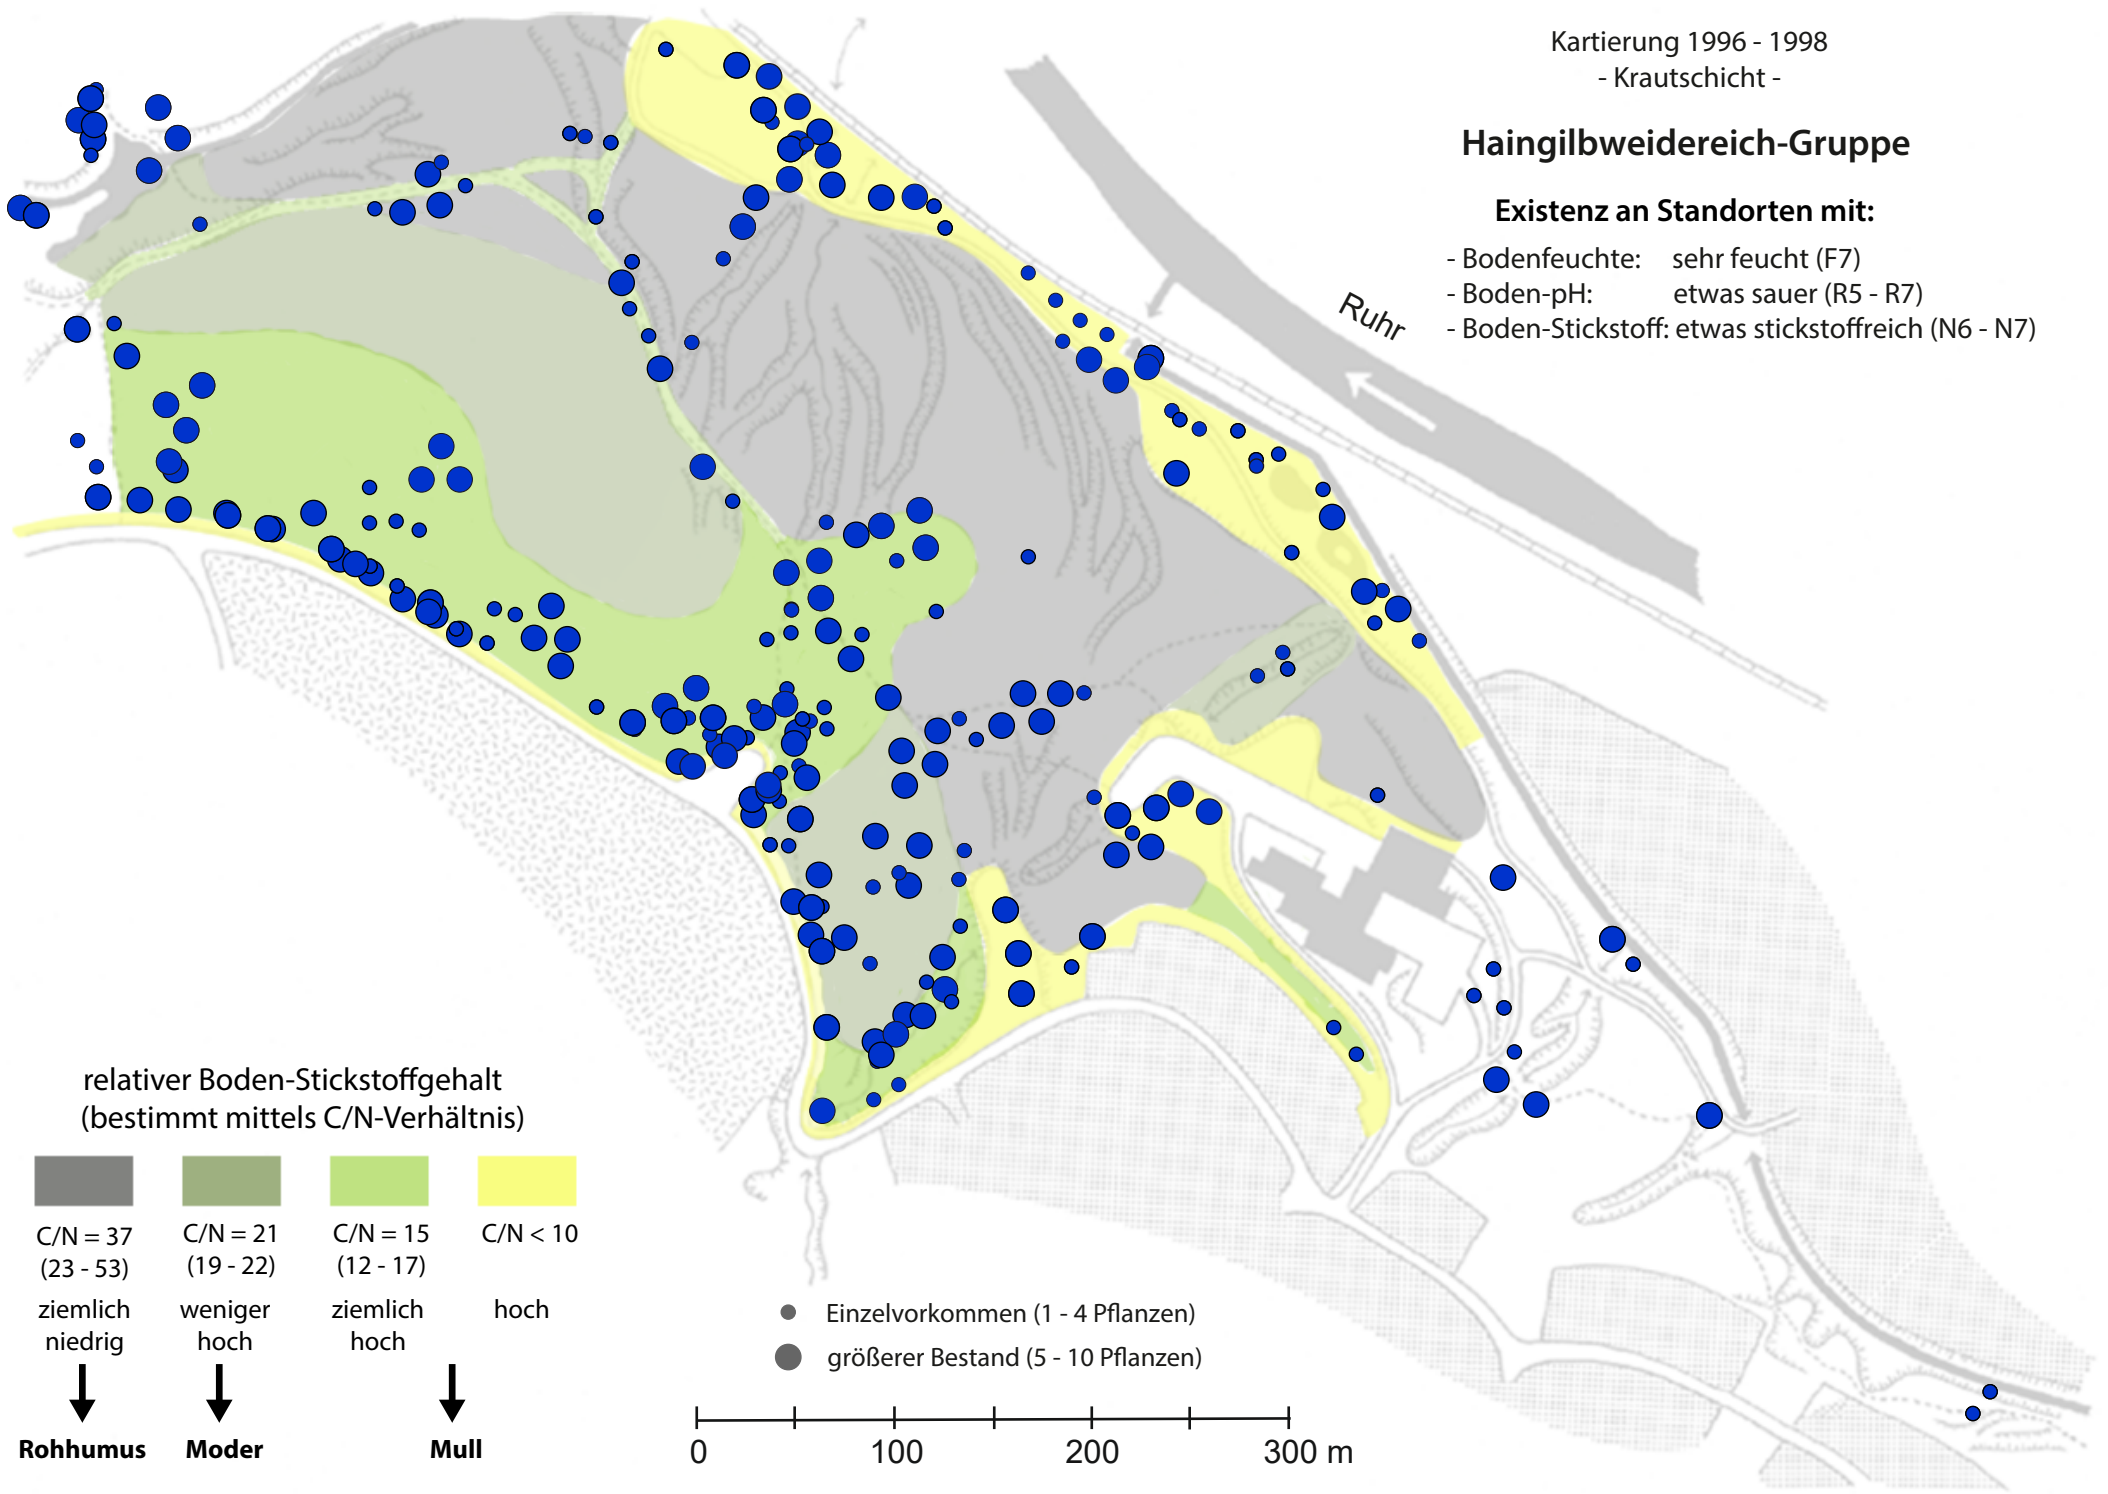 Kartierung 1996 - 1998
- Krautschicht -
Haingilbweidereich-Gruppe
Existenz an Standorten mit:
- Bodenfeuchte: sehr feucht (F7)
- Boden-pH: etwas sauer (R5 - R7)
- Boden-Stickstoff: etwas stickstoffreich (N6 - N7)
Ruhr
relativer Boden-Stickstoffgehalt
(bestimmt mittels C/N-Verhältnis)
C/N = 37
(23 - 53)
ziemlich
niedrig
Rohhumus
C/N = 21
(19 - 22)
weniger
hoch
Moder
C/N = 15
(12 - 17)
ziemlich
hoch
C/N < 10
hoch
Mull
Einzelvorkommen (1 - 4 Pflanzen)
größerer Bestand (5 - 10 Pflanzen)
0 100 200 300 m